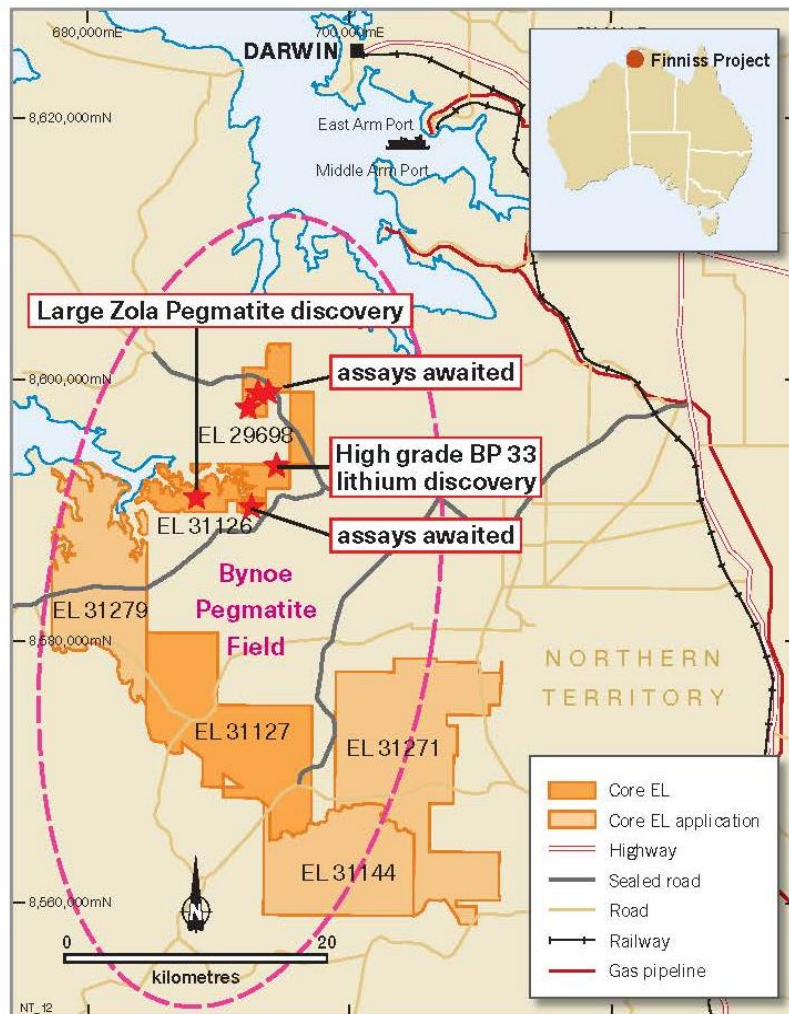 680,000mE
700,000mE
DARWIN
Finniss Project
8,620,000mN
East Arm Port
Middle Arm Port
Large Zola Pegmatite discovery
8,600,000mN
assays awaited
EL 29698
High grade BP 33
lithium discovery
EL 31126
assays awaited
Bynoe
Pegmatite
Field
EL 31279
8,580,000mN
NORTHERN
TERRITORY
EL 31127
EL 31271
EL 31144
8,560,000mN
N
0
20
kilometres
Core EL
Core EL application
Highway
Sealed road
Road
Railway
Gas pipeline
NT_12